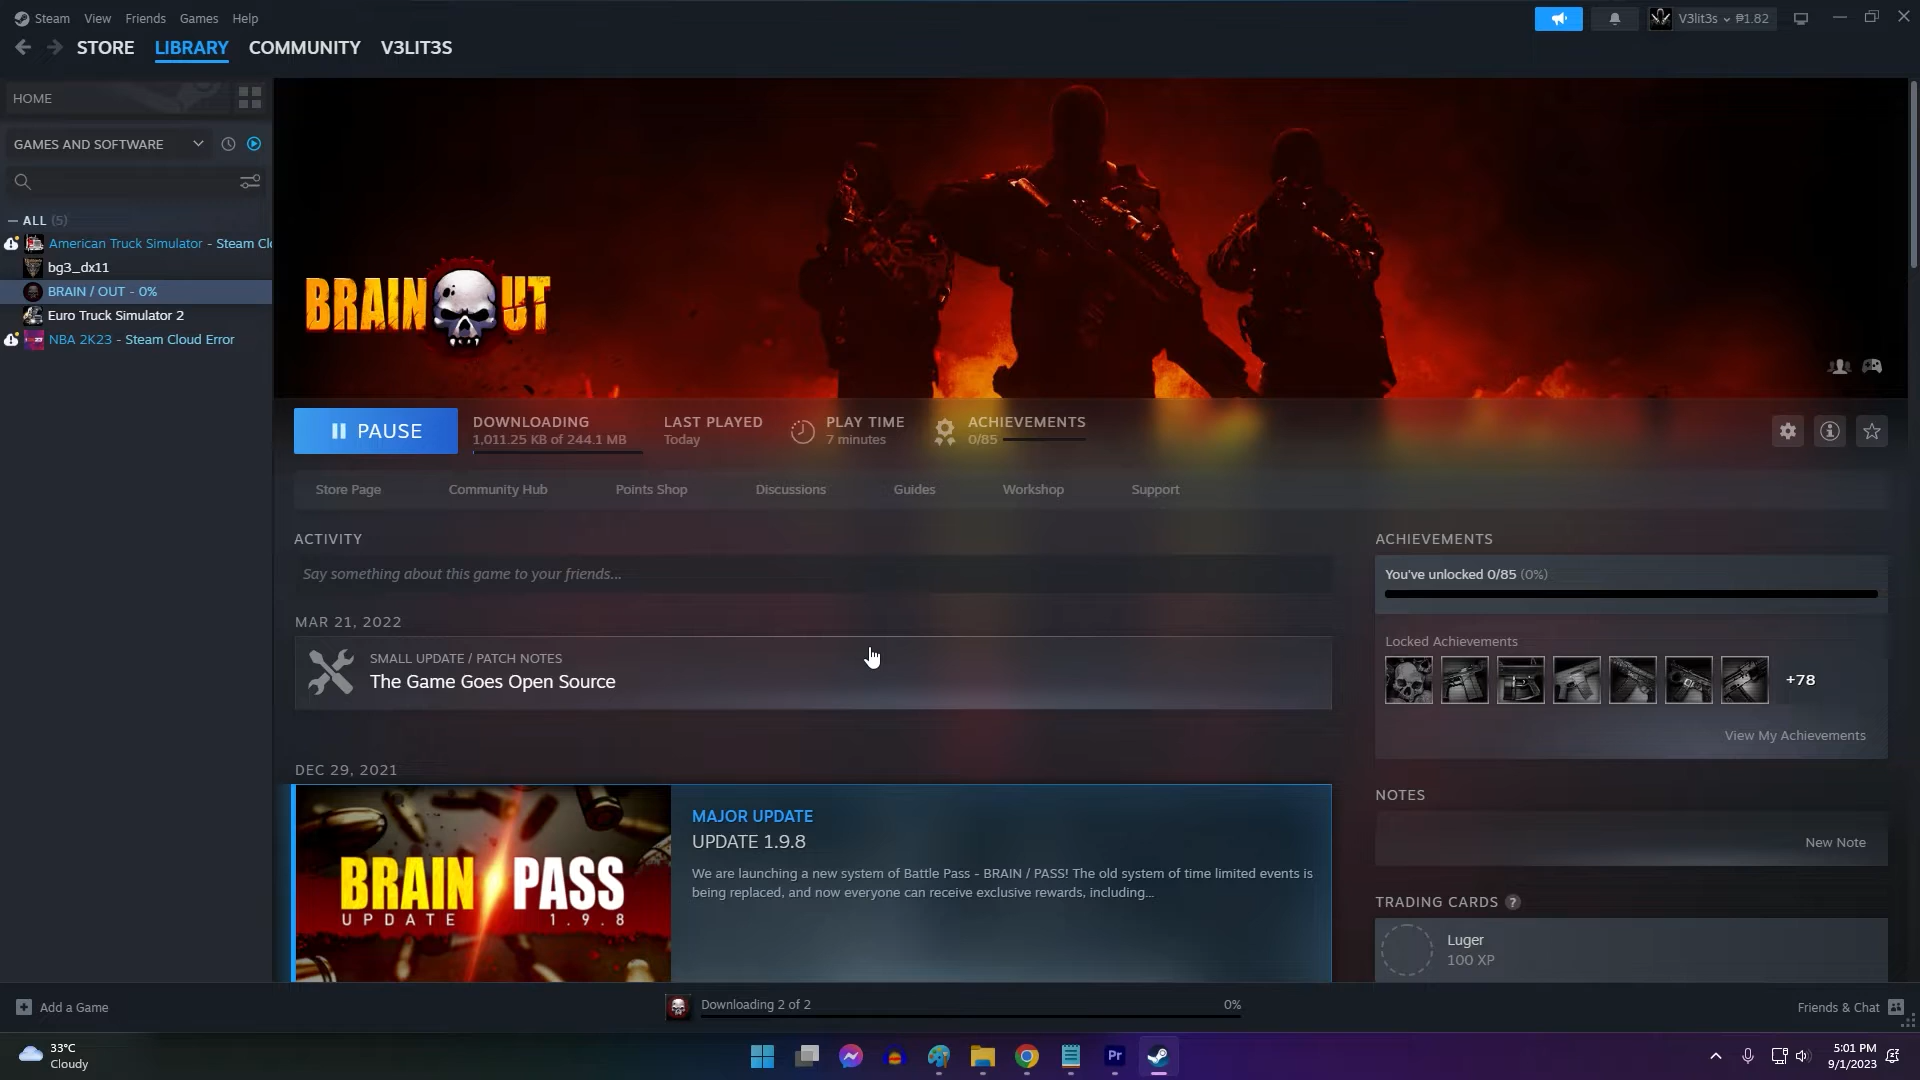 Steam View Friends Games Help
V3lit3s ₱1.82
STORE LIBRARY COMMUNITY V3LIT3S
HOME
GAMES AND SOFTWARE
— ALL (5)
American Truck Simulator - Steam Clo
bg3_dx11
BRAIN / OUT - 0%
Euro Truck Simulator 2
NBA 2K23 - Steam Cloud Error
BRAIN OUT
PAUSE
DOWNLOADING
1,011.25 KB of 244.1 MB
LAST PLAYED
Today
PLAY TIME
7 minutes
ACHIEVEMENTS
0/85
Store Page Community Hub Points Shop Discussions Guides Workshop Support
ACTIVITY
Say something about this game to your friends...
MAR 21, 2022
SMALL UPDATE / PATCH NOTES
The Game Goes Open Source
DEC 29, 2021
BRAIN PASS
UPDATE 1.9.8
MAJOR UPDATE
UPDATE 1.9.8
We are launching a new system of Battle Pass - BRAIN / PASS! The old system of time limited events is
being replaced, and now everyone can receive exclusive rewards, including...
ACHIEVEMENTS
You've unlocked 0/85 (0%)
Locked Achievements
+78
View My Achievements
NOTES
New Note
TRADING CARDS ?
Luger
100 XP
Add a Game
Downloading 2 of 2 0%
Friends & Chat
33°C
Cloudy
Pr
5:01 PM
9/1/2023